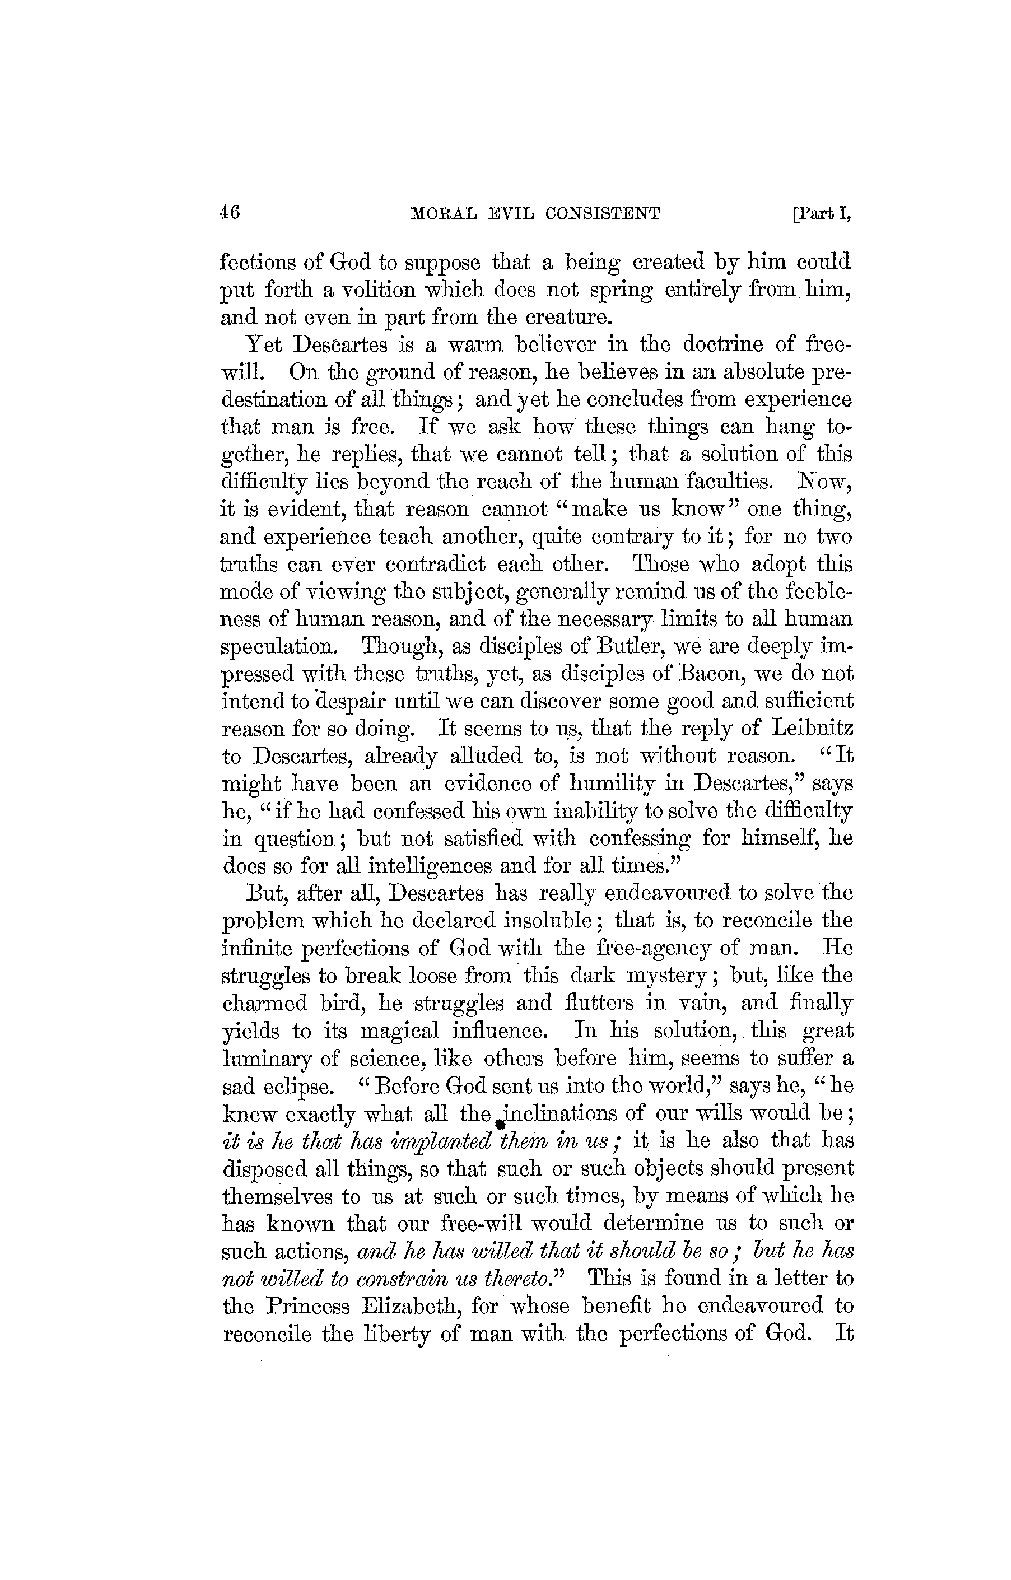 46 MORAL EVIL CONSISTENT [Part I,
fections of God to suppose that a being created by him could
put forth a volition which does not spring entirely from him,
and not even in part from the creature.
Yet Descartes is a warm believer in the doctrine of free-
will. On the ground of reason, he believes in an absolute pre-
destination of all things; and yet he concludes from experience
that man is free. If we ask how these things can hang to-
gether, he replies, that we cannot tell; that a solution of this
difficulty lies beyond the reach of the human faculties. Now,
it is evident, that reason cannot "make us know" one thing,
and experience teach another, quite contrary to it; for no two
truths can ever contradict each other. Those who adopt this
mode of viewing the subject, generally remind us of the feeble-
ness of human reason, and of the necessary limits to all human
speculation. Though, as disciples of Butler, we are deeply im-
pressed with these truths, yet, as disciples of Bacon, we do not
intend to despair until we can discover some good and sufficient
reason for so doing. It seems to us, that the reply of Leibnitz
to Descartes, already alluded to, is not without reason. "It
might have been an evidence of humility in Descartes," says
he, "if he had confessed his own inability to solve the difficulty
in question; but not satisfied with confessing for himself, he
does so for all intelligences and for all times."
But, after all, Descartes has really endeavoured to solve the
problem which he declared insoluble; that is, to reconcile the
infinite perfections of God with the free-agency of man. He
struggles to break loose from this dark mystery; but, like the
charmed bird, he struggles and flutters in vain, and finally
yields to its magical influence. In his solution, this great
luminary of science, like others before him, seems to suffer a
sad eclipse. "Before God sent us into the world," says he, "he
knew exactly what all the inclinations of our wills would be;
it is he that has implanted them in us; it is he also that has
disposed all things, so that such or such objects should present
themselves to us at such or such times, by means of which he
has known that our free-will would determine us to such or
such actions, and he has willed that it should be so; but he has
not willed to constrain us thereto." This is found in a letter to
the Princess Elizabeth, for whose benefit he endeavoured to
reconcile the liberty of man with the perfections of God. It